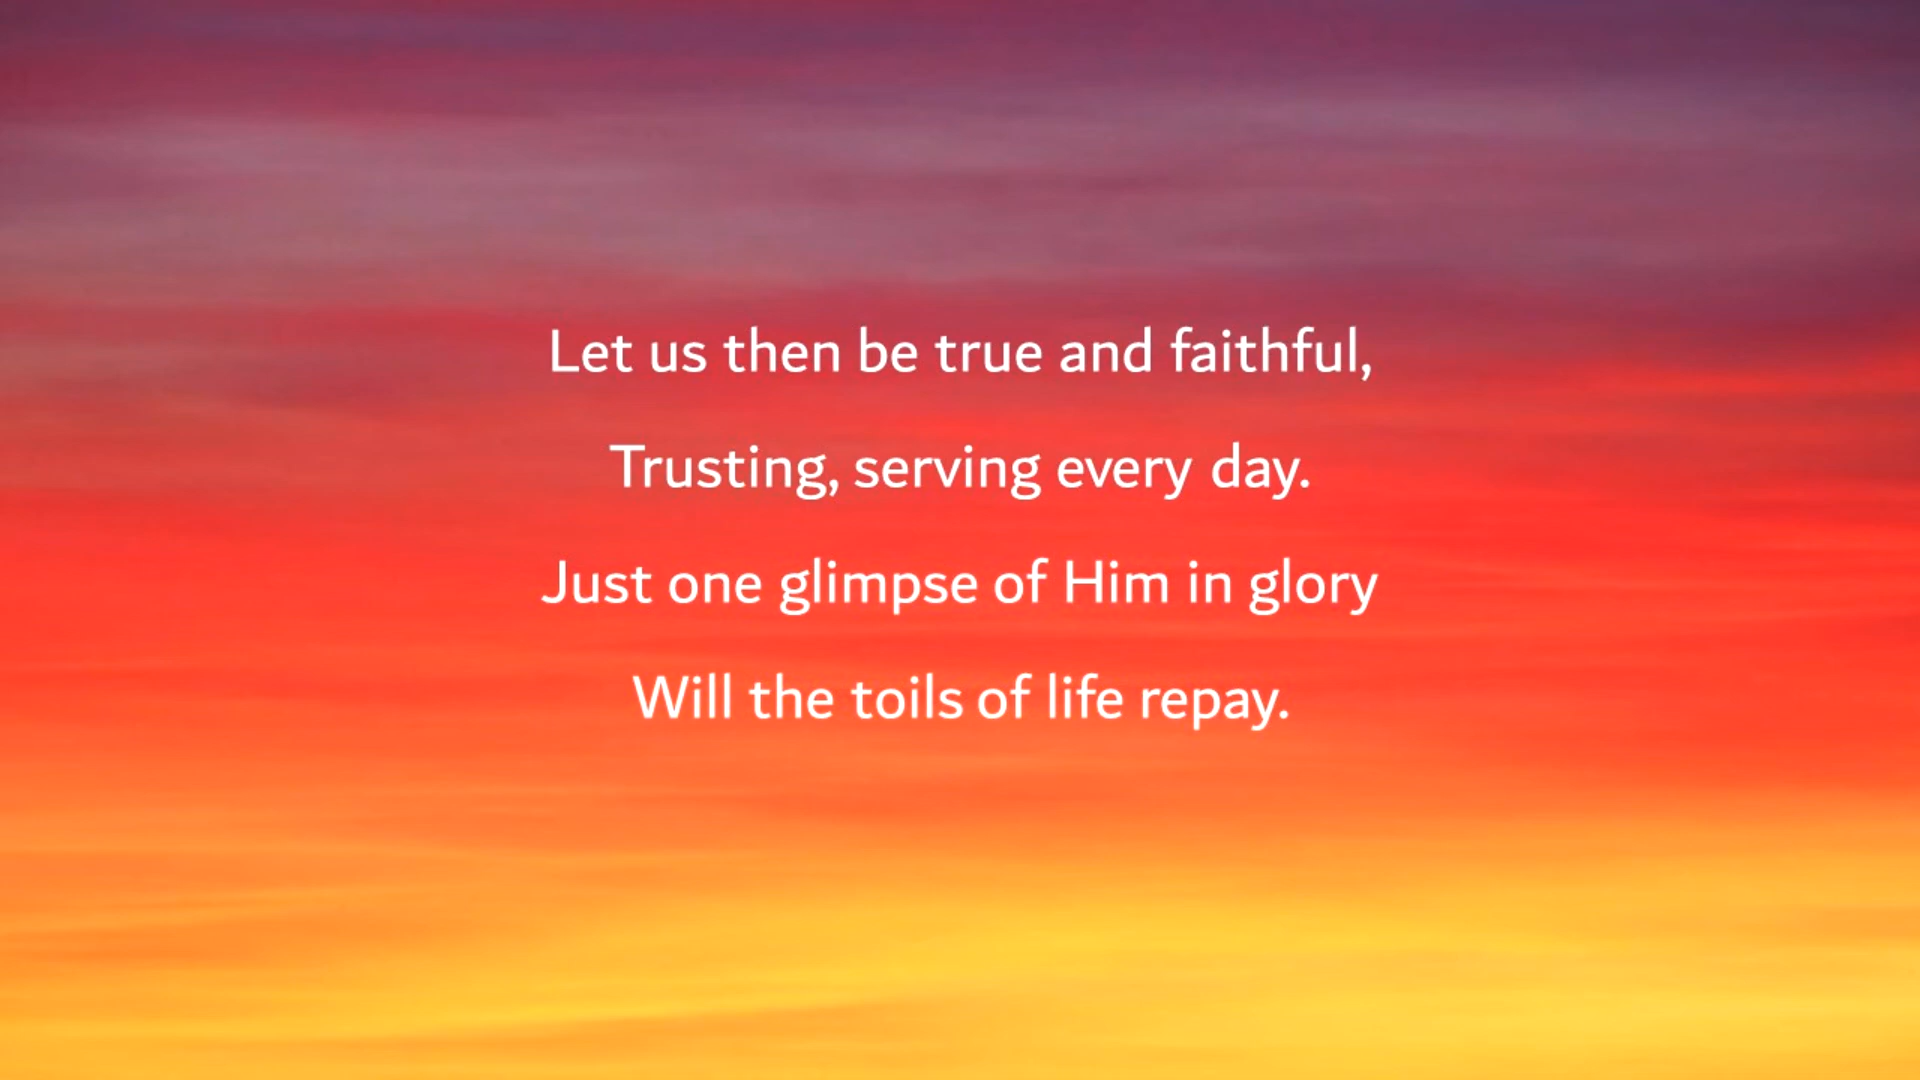 Let us then be true and faithful,
Trusting, serving every day.
Just one glimpse of Him in glory
Will the toils of life repay.